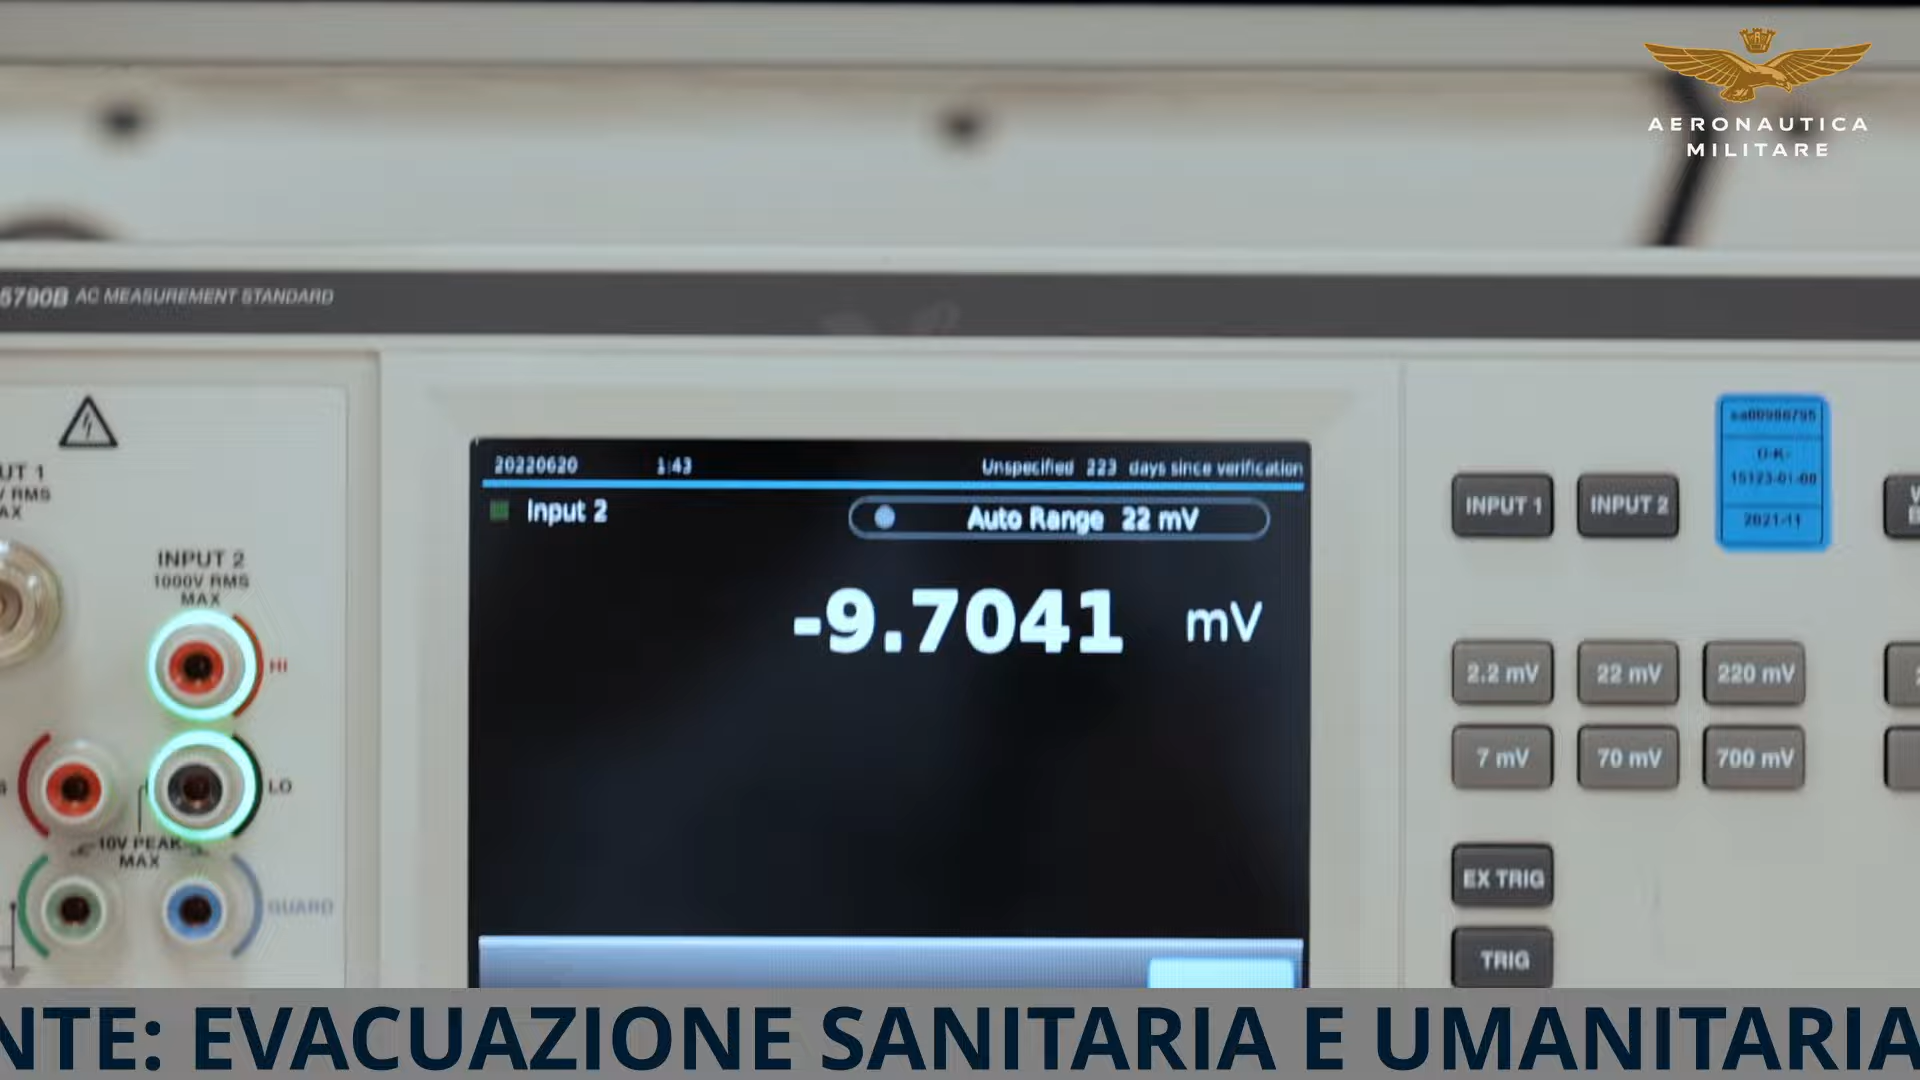 AERONAUTICA
MILITARE
5790B AC MEASUREMENT STANDARD
INPUT 2
1000V RMS
MAX
HI
LO
10V PEAK
MAX
GUARD
20220620 1:43 Unspecified 223 days since verification
Input 2 Auto Range 22 mV
-9.7041 mV
INPUT 1 INPUT 2
D-K-
15123-01-00
2021-11
2.2 mV 22 mV 220 mV
7 mV 70 mV 700 mV
EX TRIG
TRIG
NTE: EVACUAZIONE SANITARIA E UMANITARIA